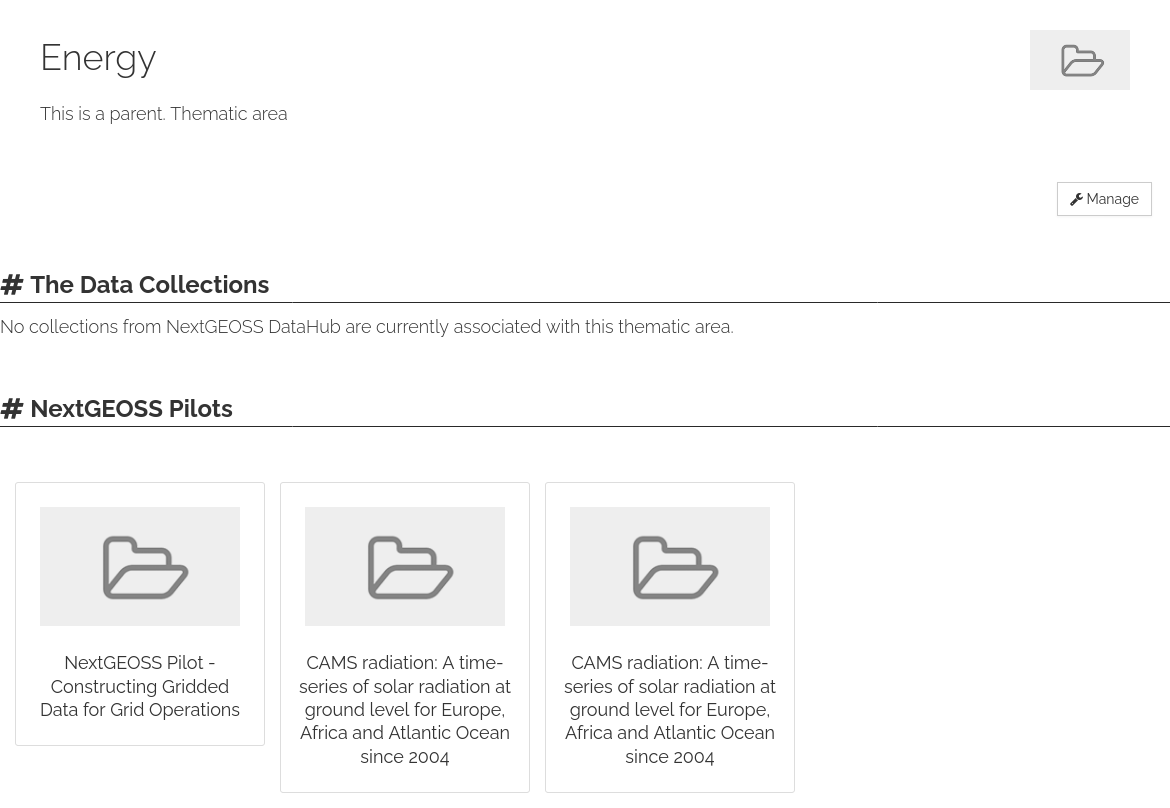 Energy
This is a parent. Thematic area
Manage
# The Data Collections
No collections from NextGEOSS DataHub are currently associated with this thematic area.
# NextGEOSS Pilots
NextGEOSS Pilot -
Constructing Gridded
Data for Grid Operations
CAMS radiation: A time-
series of solar radiation at
ground level for Europe,
Africa and Atlantic Ocean
since 2004
CAMS radiation: A time-
series of solar radiation at
ground level for Europe,
Africa and Atlantic Ocean
since 2004